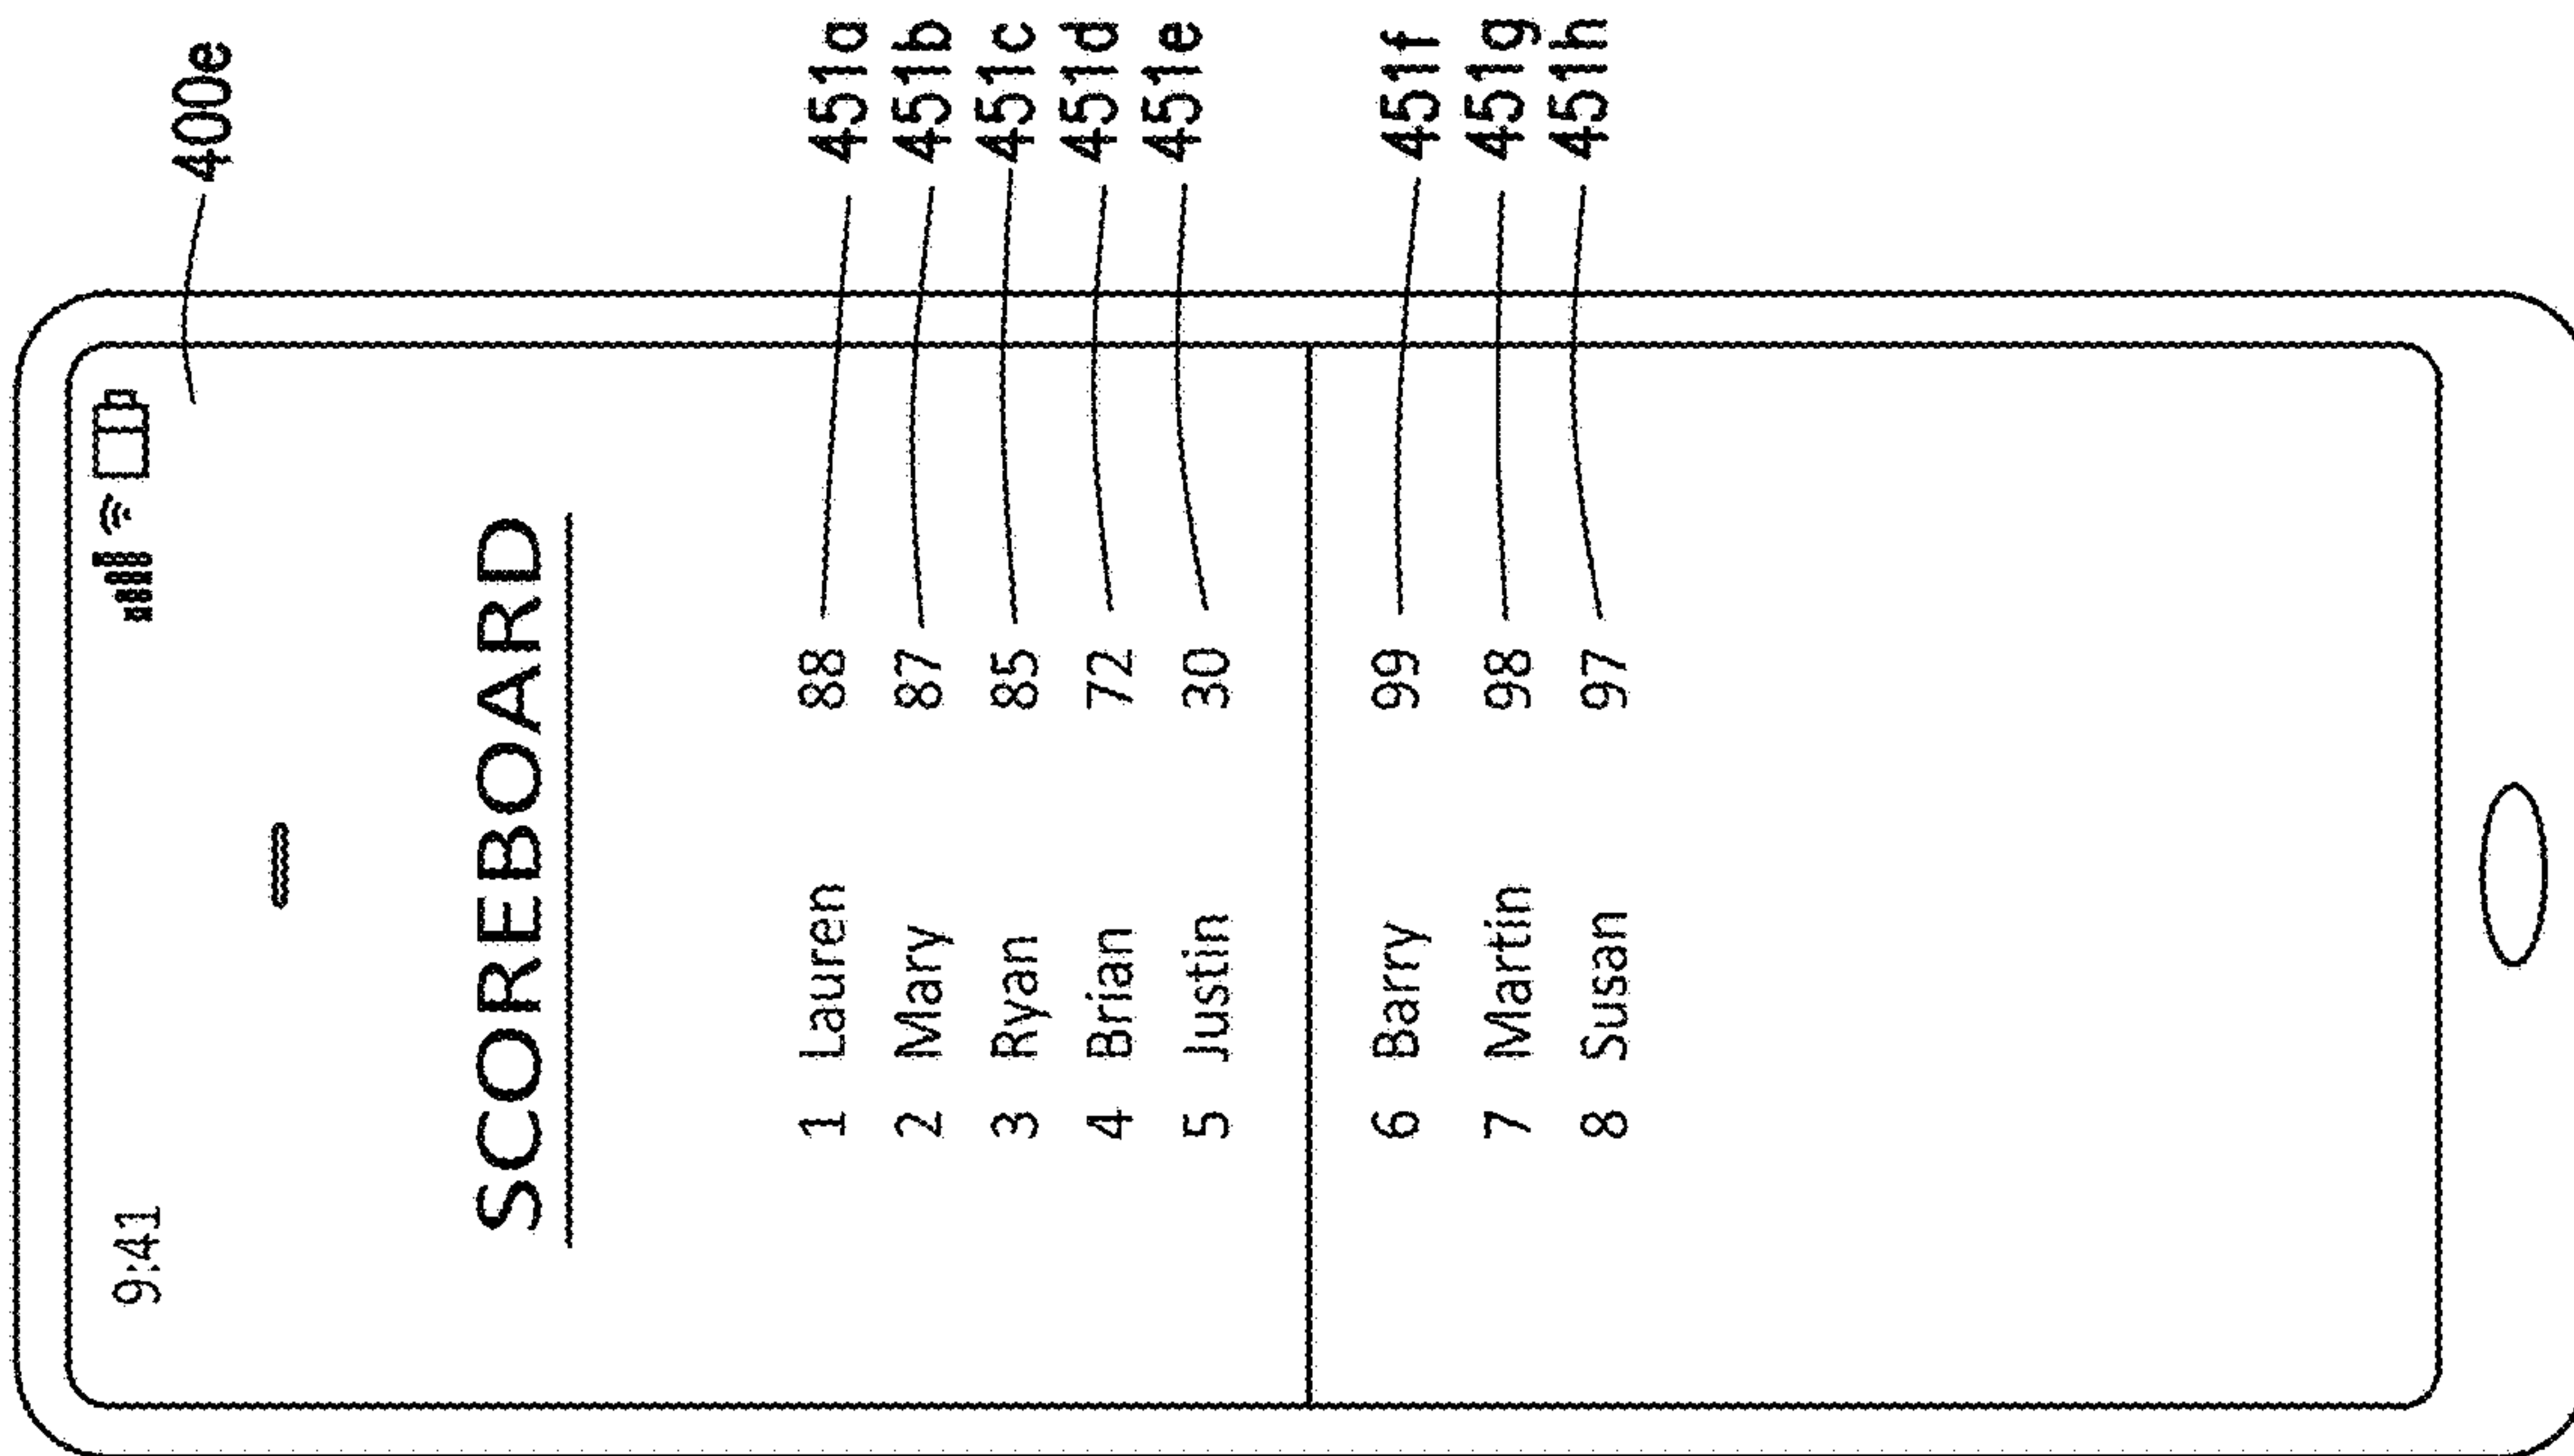 9:41
400e
SCOREBOARD
1 Lauren 88 451a
2 Mary 87 451b
3 Ryan 85 451c
4 Brian 72 451d
5 Justin 30 451e
6 Barry 99 451f
7 Martin 98 451g
8 Susan 97 451h